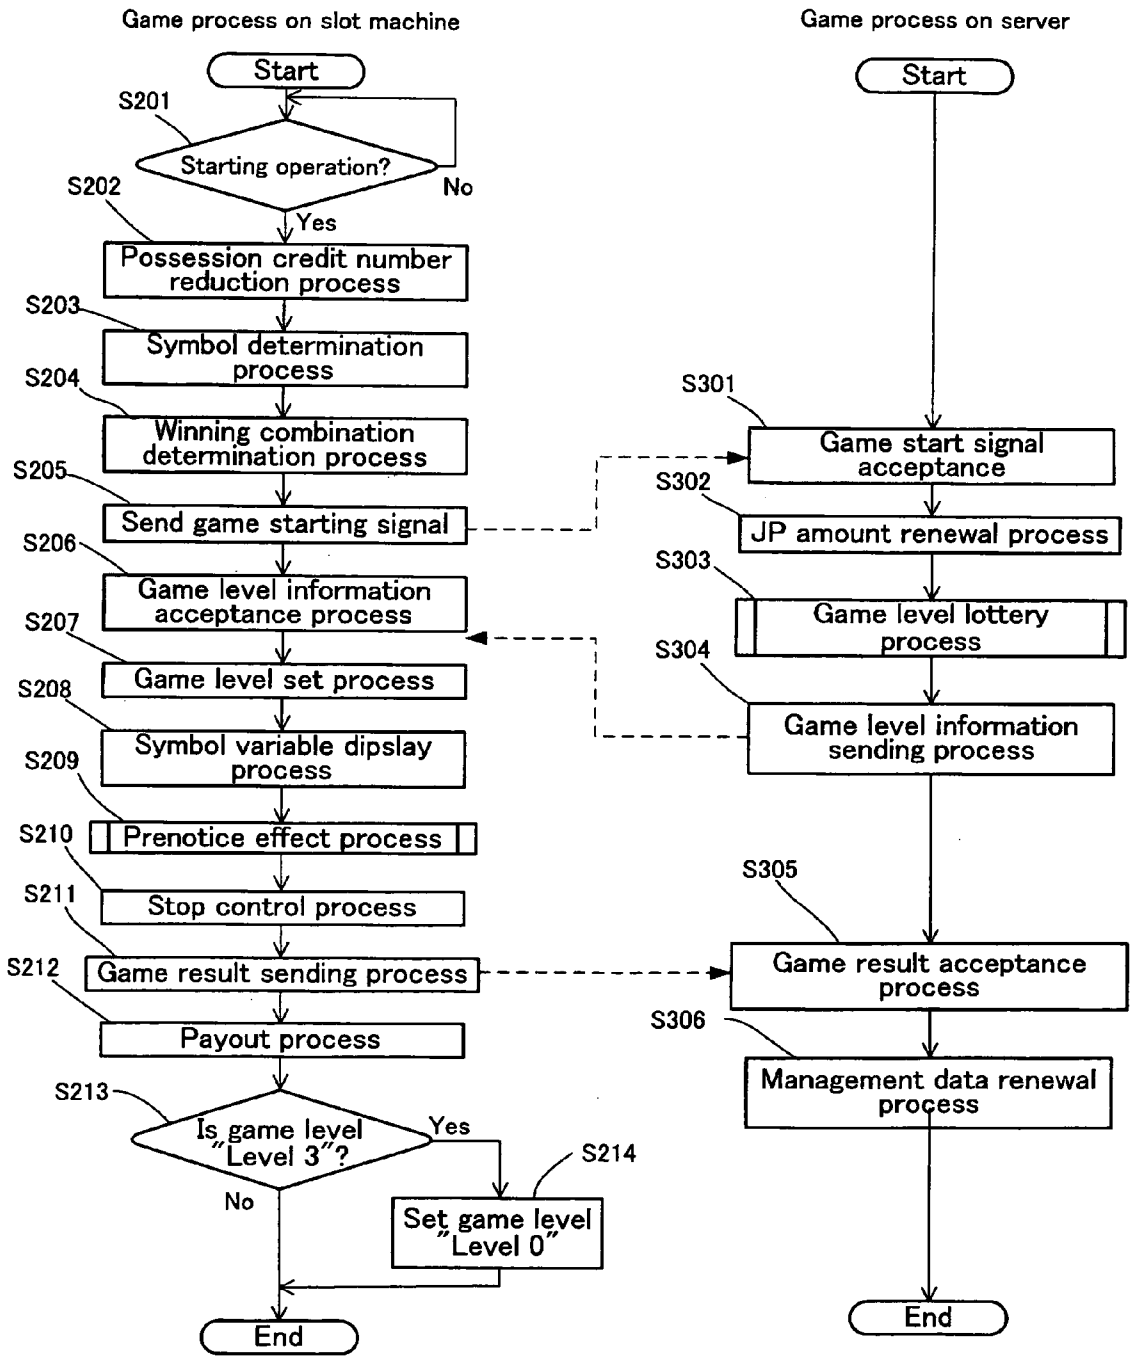 Game process on slot machine
Start
S201
Starting operation?
No
Yes
S202
Possession credit number
reduction process
S203
Symbol determination
process
S204
Winning combination
determination process
S205
Send game starting signal
S206
Game level information
acceptance process
S207
Game level set process
S208
Symbol variable dipslay
process
S209
Prenotice effect process
S210
Stop control process
S211
Game result sending process
S212
Payout process
S213
Is game level
"Level 3"?
Yes
No
S214
Set game level
"Level 0"
End
Game process on server
Start
S301
Game start signal
acceptance
S302
JP amount renewal process
S303
Game level lottery
process
S304
Game level information
sending process
S305
Game result acceptance
process
S306
Management data renewal
process
End